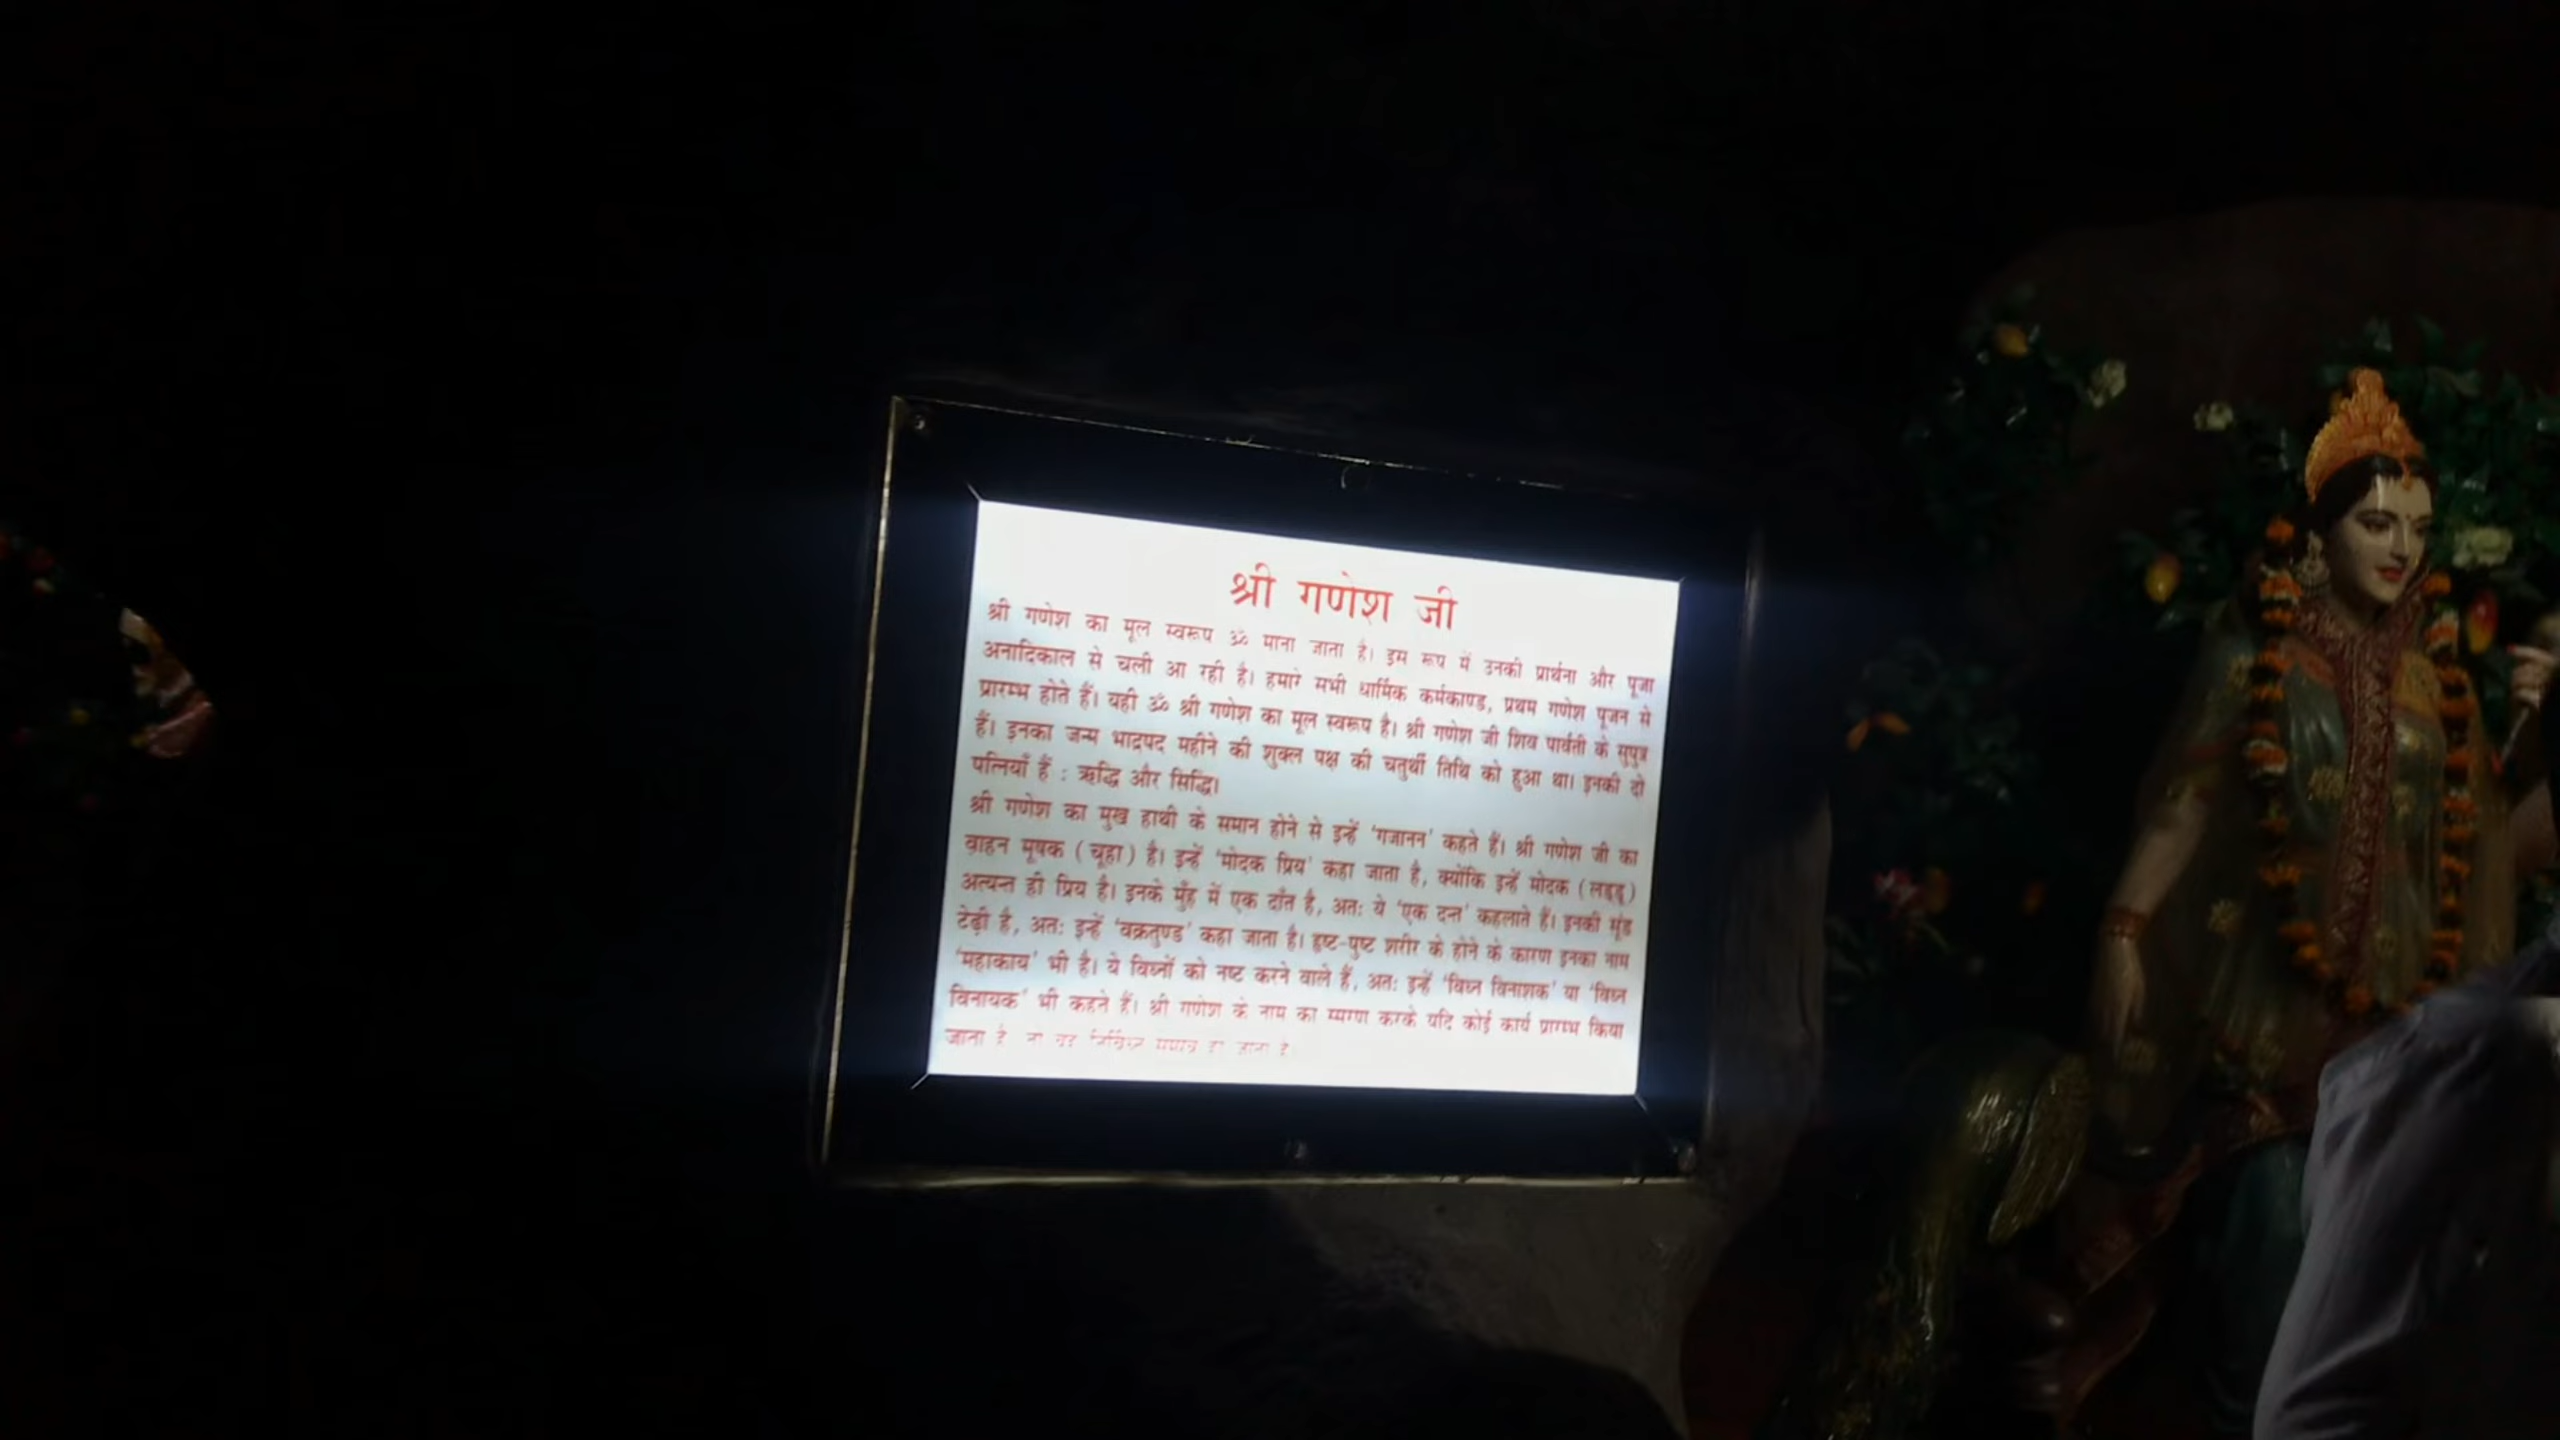 श्री गणेश जी
श्री गणेश का मूल स्वरूप ॐ माना जाता है। इस रूप में उनकी प्रार्थना और पूजा
अनादिकाल से चली आ रही है। हमारे सभी धार्मिक कर्मकाण्ड, प्रथम गणेश पूजन से
प्रारम्भ होते हैं। यही ॐ श्री गणेश का मूल स्वरूप है। श्री गणेश जी शिव पार्वती के सुपुत्र
हैं। इनका जन्म भाद्रपद महीने की शुक्ल पक्ष की चतुर्थी तिथि को हुआ था। इनकी दो
पत्नियाँ हैं : ऋद्धि और सिद्धि।
श्री गणेश का मुख हाथी के समान होने से इन्हें 'गजानन' कहते हैं। श्री गणेश जी का
वाहन मूषक (चूहा) है। इन्हें 'मोदक प्रिय' कहा जाता है, क्योंकि इन्हें मोदक (लड्डू)
अत्यन्त ही प्रिय है। इनके मुँह में एक दाँत है, अतः ये 'एक दन्त' कहलाते हैं। इनकी सूंड
टेढ़ी है, अतः इन्हें 'वक्रतुण्ड' कहा जाता है। हृष्ट-पुष्ट शरीर के होने के कारण इनका नाम
'महाकाय' भी है। ये विघ्नों को नष्ट करने वाले हैं, अतः इन्हें 'विघ्न विनाशक' या 'विघ्न
विनायक' भी कहते हैं। श्री गणेश के नाम का स्मरण करके यदि कोई कार्य प्रारम्भ किया
जाता है तो वह निर्विघ्न समाप्त हो जाता है।